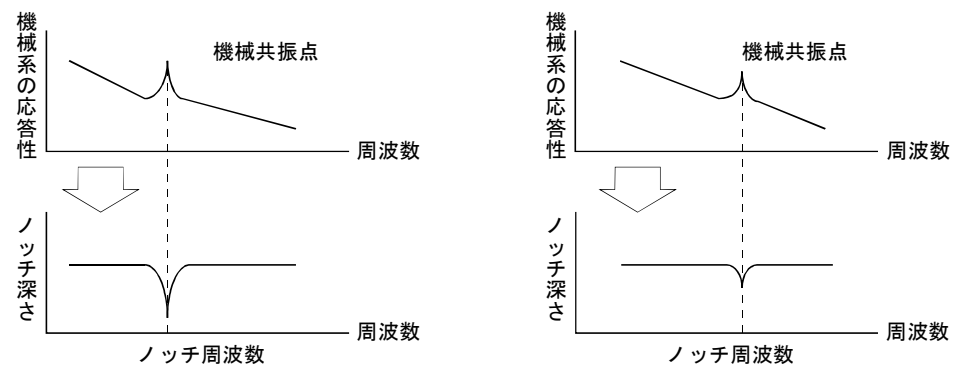 機械系の応答性
機械共振点
周波数
ノッチ深さ
周波数
ノッチ周波数
機械系の応答性
機械共振点
周波数
ノッチ深さ
周波数
ノッチ周波数